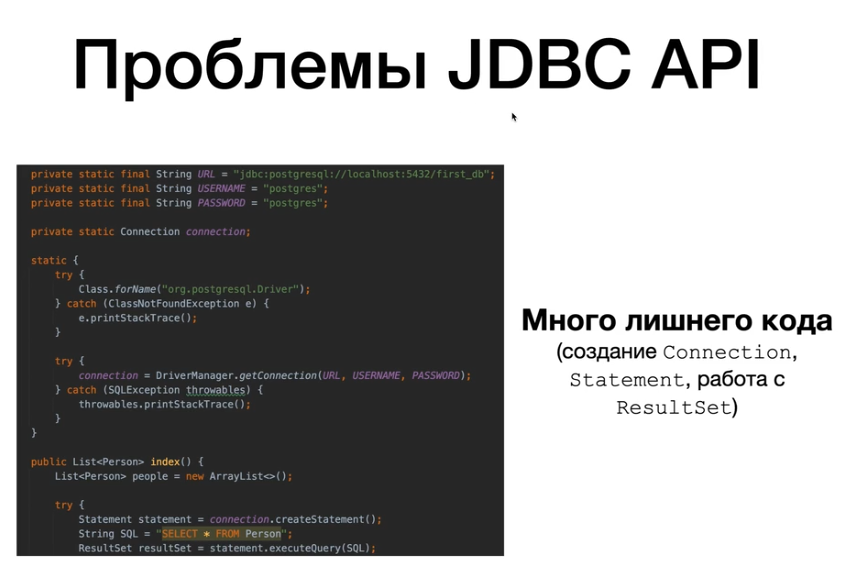 Проблемы JDBC API
private static final String URL = "jdbc:postgresql://localhost:5432/first_db";
private static final String USERNAME = "postgres";
private static final String PASSWORD = "postgres";
private static Connection connection;
static {
try {
Class.forName("org.postgresql.Driver");
} catch (ClassNotFoundException e) {
e.printStackTrace();
}
try {
connection = DriverManager.getConnection(URL, USERNAME, PASSWORD);
} catch (SQLException throwables) {
throwables.printStackTrace();
}
}
public List<Person> index() {
List<Person> people = new ArrayList<>();
try {
Statement statement = connection.createStatement();
String SQL = "SELECT * FROM Person";
ResultSet resultSet = statement.executeQuery(SQL);
Много лишнего кода
(создание Connection,
Statement, работа с
ResultSet)